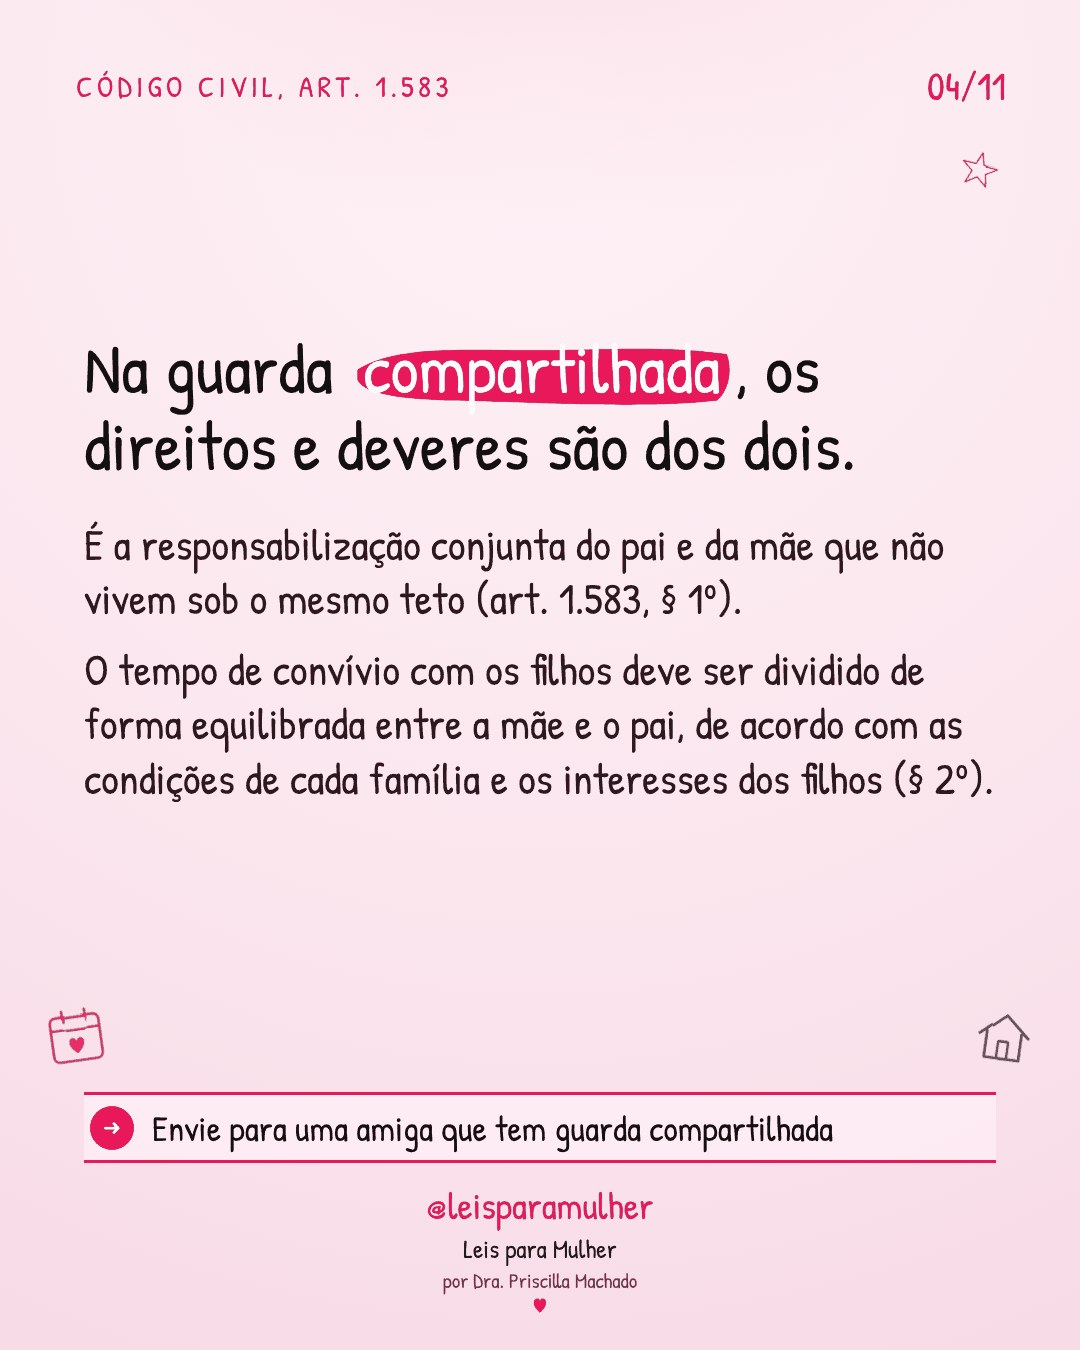 CÓDIGO CIVIL, ART. 1.583
04/11
Na guarda compartilhada, os
direitos e deveres são dos dois.
É a responsabilização conjunta do pai e da mãe que não
vivem sob o mesmo teto (art. 1.583, § 1º).
O tempo de convívio com os filhos deve ser dividido de
forma equilibrada entre a mãe e o pai, de acordo com as
condições de cada família e os interesses dos filhos (§ 2º).
Envie para uma amiga que tem guarda compartilhada
@leisparamulher
Leis para Mulher
por Dra. Priscilla Machado